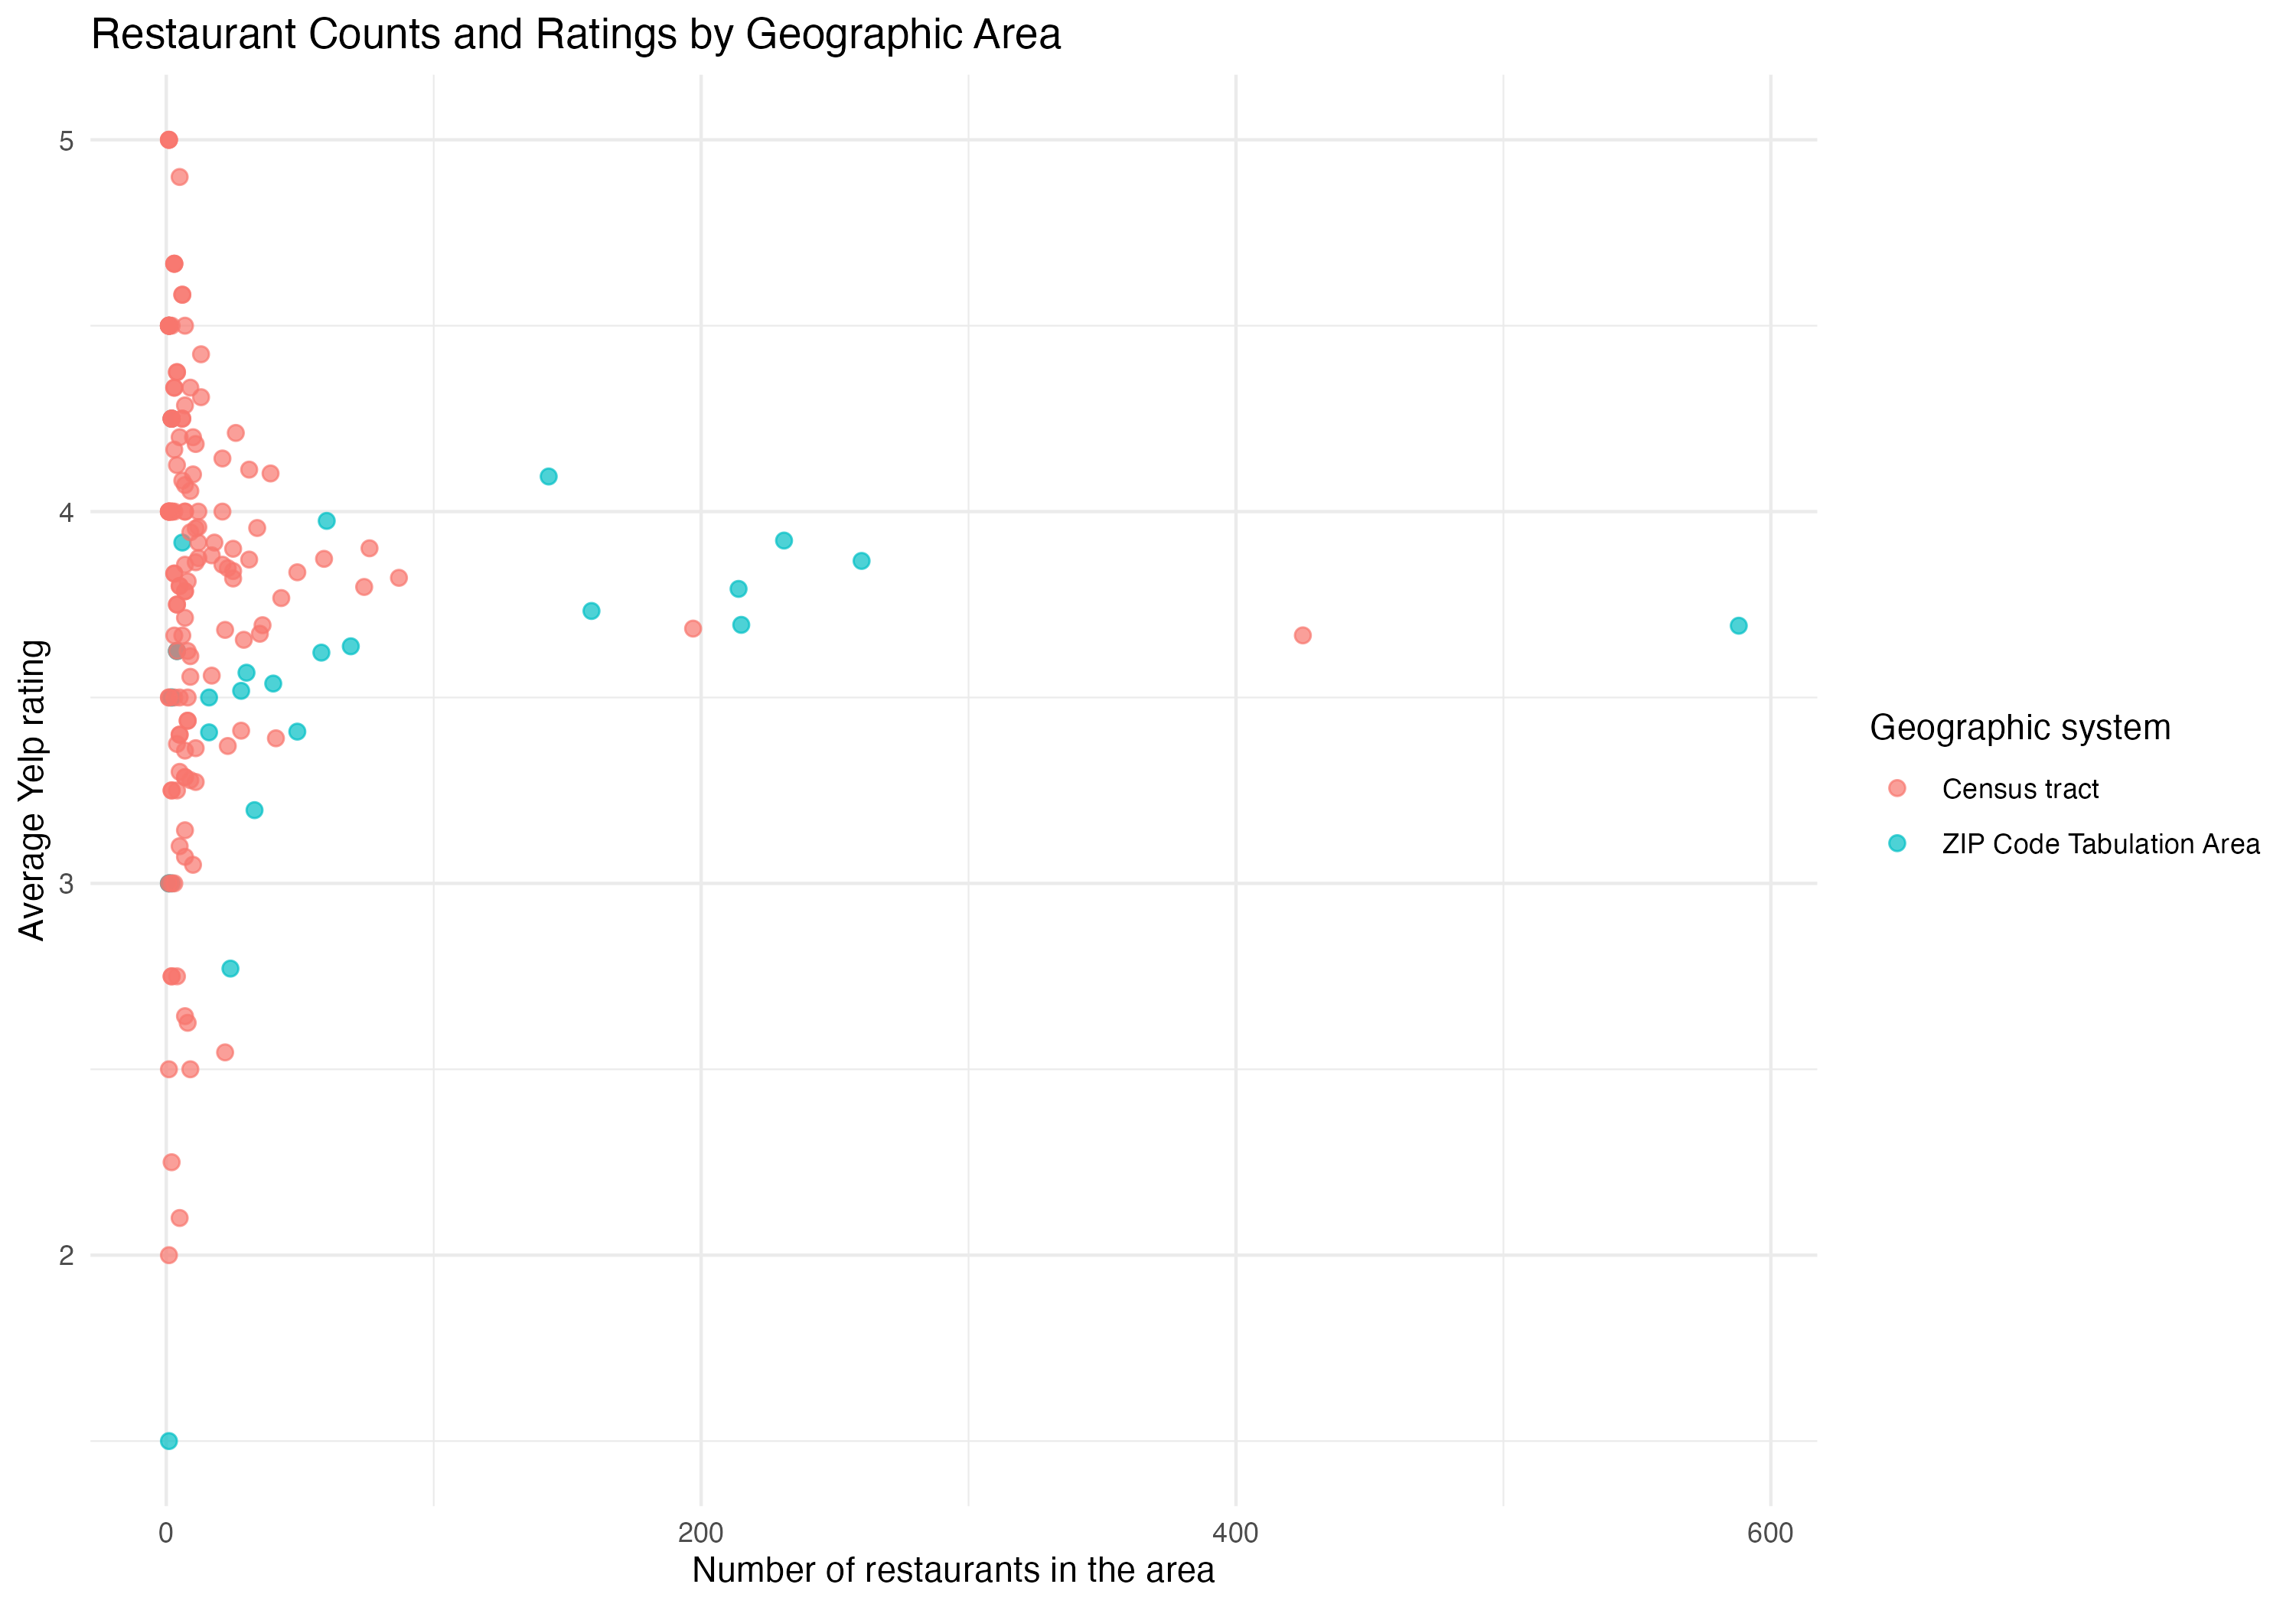 Restaurant Counts and Ratings by Geographic Area
5
4
3
2
Average Yelp rating
0 200 400 600
Number of restaurants in the area
Geographic system
Census tract
ZIP Code Tabulation Area